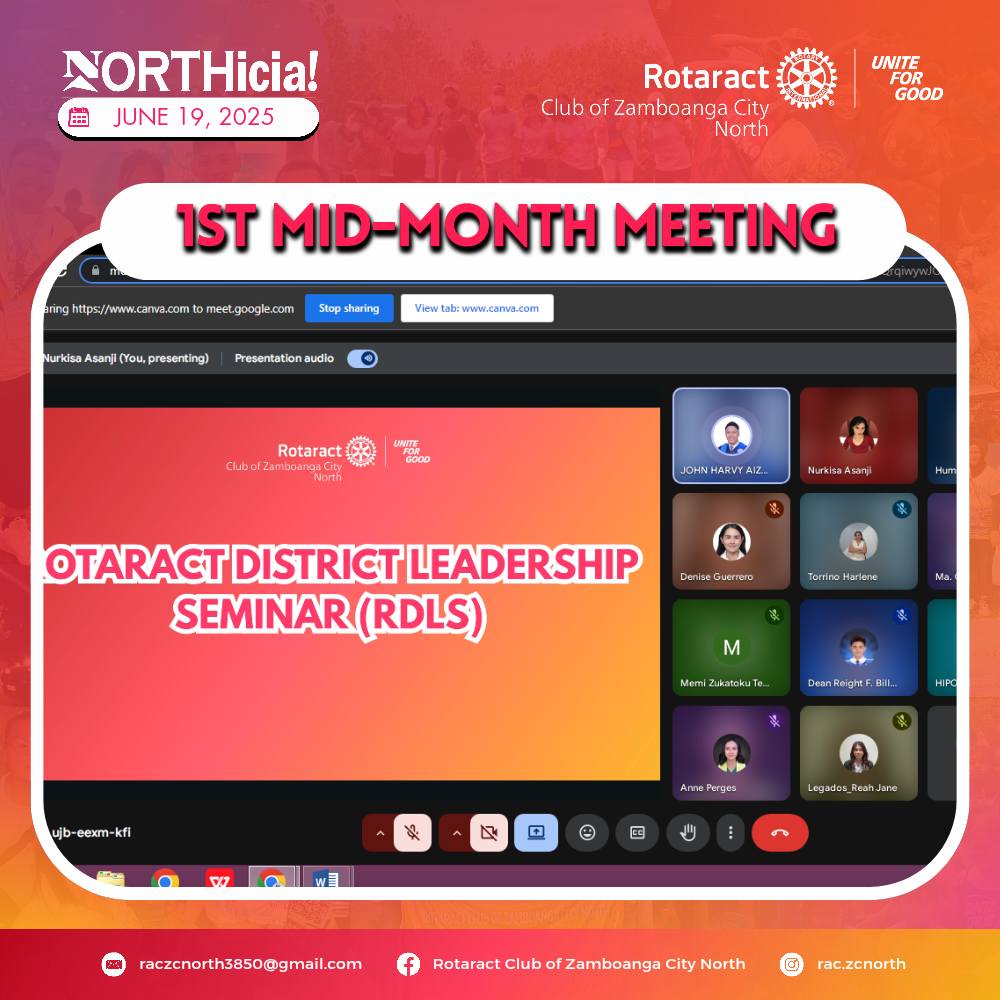 NORTHicia!
JUNE 19, 2025
Rotaract
Club of Zamboanga City
North
UNITE
FOR
GOOD
1ST MID-MONTH MEETING
aring https://www.canva.com to meet.google.com
Stop sharing
View tab: www.canva.com
Nurkisa Asanji (You, presenting)
Presentation audio
Rotaract
Club of Zamboanga City
North
UNITE
FOR
GOOD
OTARACT DISTRICT LEADERSHIP
SEMINAR (RDLS)
JOHN HARVY AIZ...
Nurkisa Asanji
Hum
Denise Guerrero
Torrino Harlene
Ma.
M
Memi Zukatoku Te...
Dean Reight F. Bill...
HIPO
Anne Perges
Legados_Reah Jane
ujb-eexm-kfi
raczcnorth3850@gmail.com
Rotaract Club of Zamboanga City North
rac.zcnorth